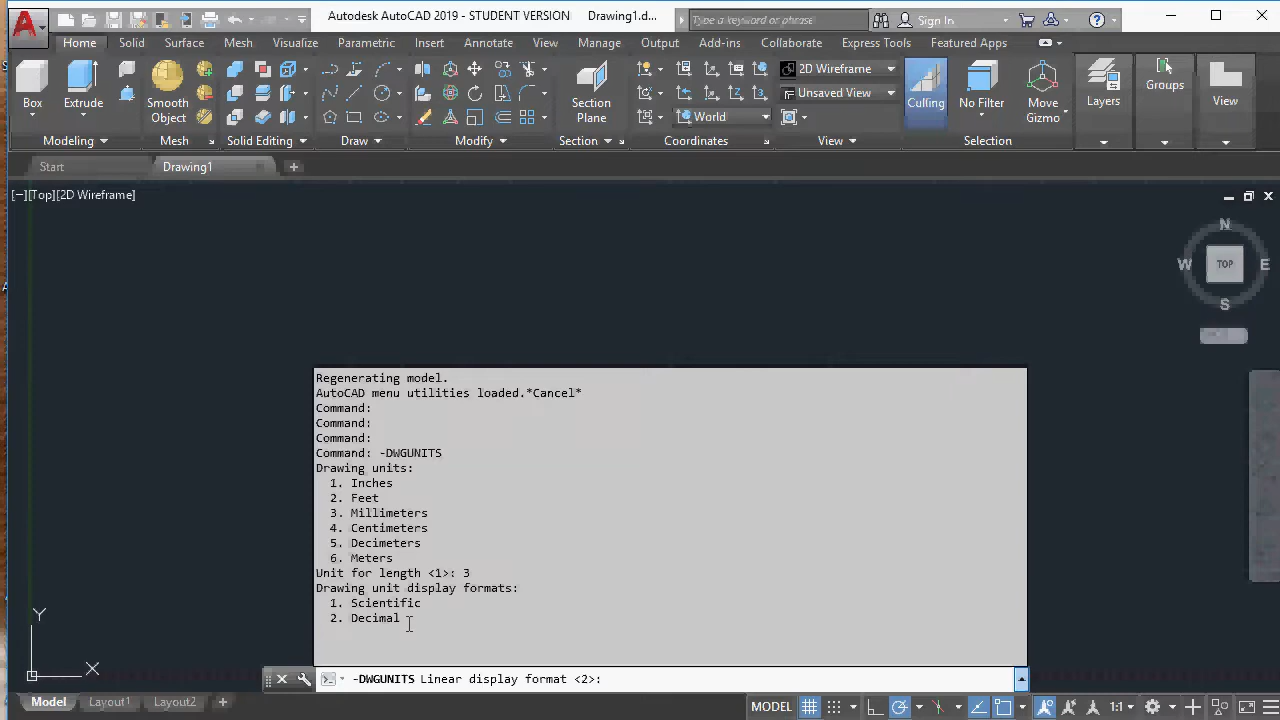 Autodesk AutoCAD 2019 - STUDENT VERSION Drawing1.d... Type a keyword or phrase Sign In
Home Solid Surface Mesh Visualize Parametric Insert Annotate View Manage Output Add-ins Collaborate Express Tools Featured Apps
2D Wireframe
Unsaved View
World
Box Extrude Smooth Object Section Plane Culling No Filter Move Gizmo Layers Groups View
Modeling Mesh Solid Editing Draw Modify Section Coordinates View Selection
Start Drawing1
[−][Top][2D Wireframe]
N
W TOP E
S
Regenerating model.
AutoCAD menu utilities loaded.*Cancel*
Command:
Command:
Command:
Command: -DWGUNITS
Drawing units:
1. Inches
2. Feet
3. Millimeters
4. Centimeters
5. Decimeters
6. Meters
Unit for length <1>: 3
Drawing unit display formats:
1. Scientific
2. Decimal
Y
X
-DWGUNITS Linear display format <2>:
Model Layout1 Layout2 + MODEL 1:1